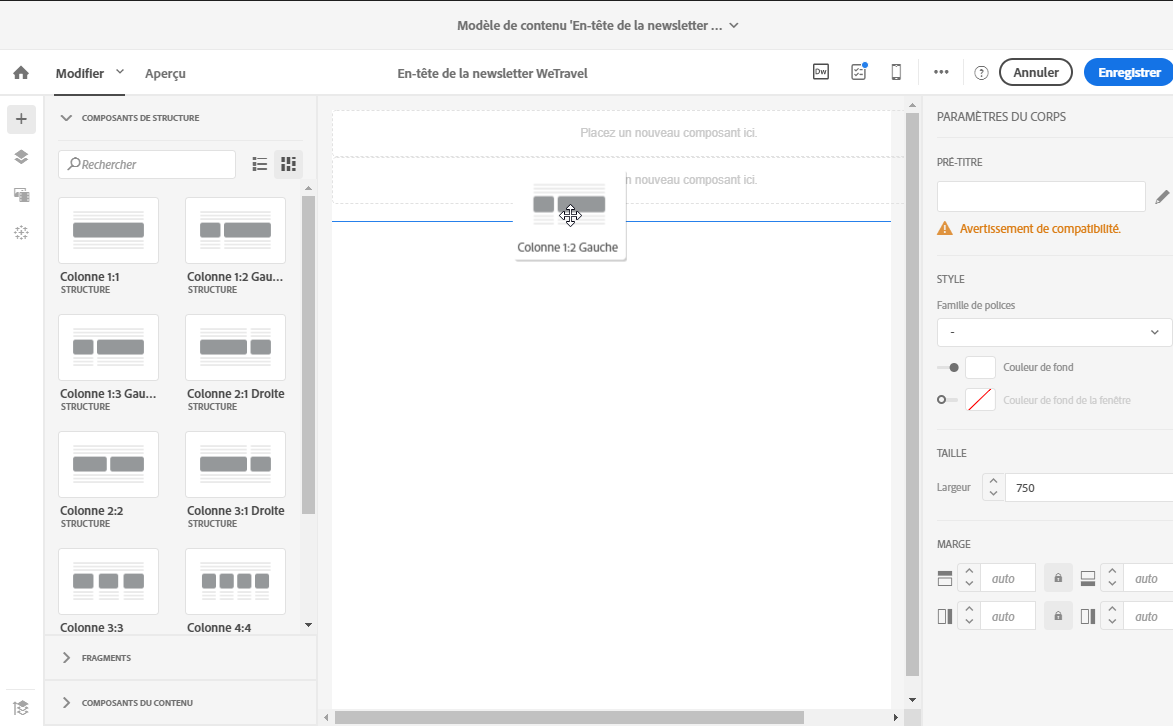 Modèle de contenu 'En-tête de la newsletter ...
Modifier
Aperçu
En-tête de la newsletter WeTravel
Dw
Annuler
Enregistrer
COMPOSANTS DE STRUCTURE
Rechercher
Colonne 1:1
STRUCTURE
Colonne 1:2 Gau...
STRUCTURE
Colonne 1:3 Gau...
STRUCTURE
Colonne 2:1 Droite
STRUCTURE
Colonne 2:2
STRUCTURE
Colonne 3:1 Droite
STRUCTURE
Colonne 3:3
Colonne 4:4
FRAGMENTS
COMPOSANTS DU CONTENU
Placez un nouveau composant ici.
n nouveau composant ici.
Colonne 1:2 Gauche
PARAMÈTRES DU CORPS
PRÉ-TITRE
Avertissement de compatibilité.
STYLE
Famille de polices
-
Couleur de fond
Couleur de fond de la fenêtre
TAILLE
Largeur
750
MARGE
auto
auto
auto
auto